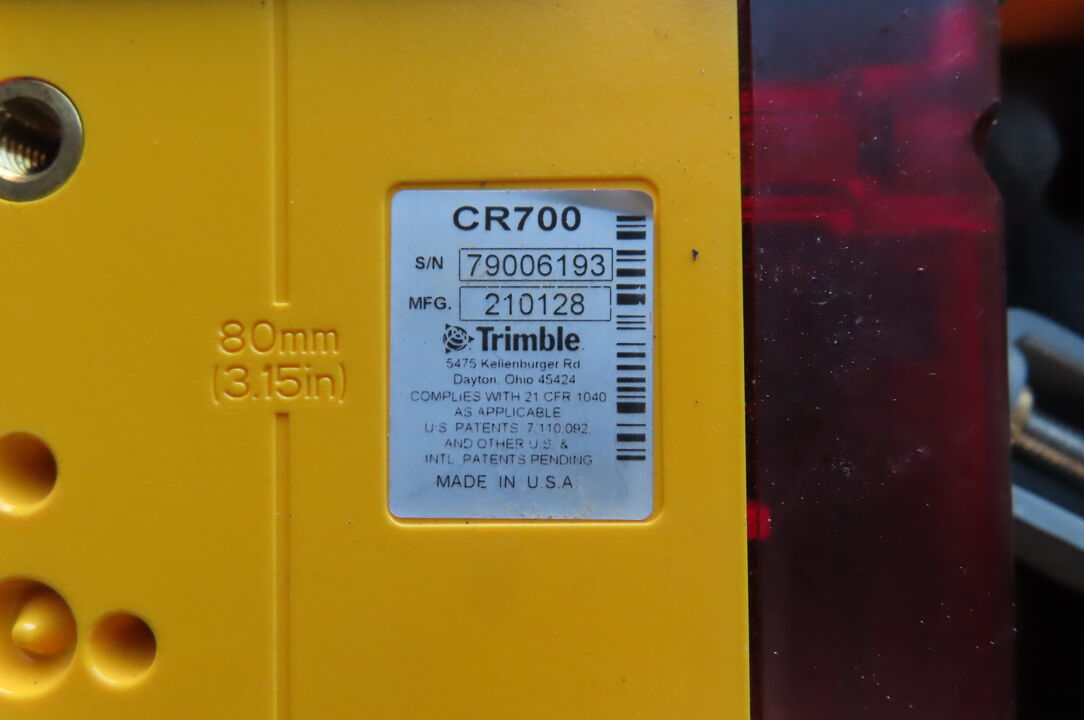 CR700
S/N 79006193
MFG. 210128
Trimble
5475 Kellenburger Rd.
Dayton, Ohio 45424
COMPLIES WITH 21 CFR 1040
AS APPLICABLE
U.S. PATENTS 7,110,092,
AND OTHER U.S. &
INTL. PATENTS PENDING
MADE IN U.S.A.
80mm
(3.15in)